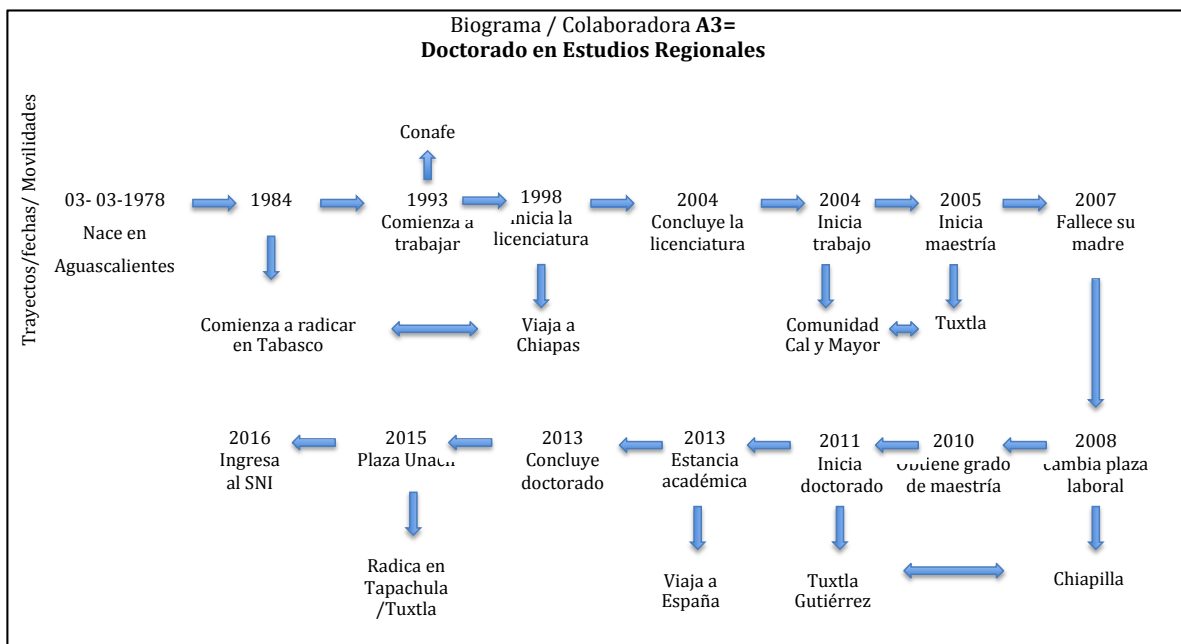 Biograma / Colaboradora A3=
Doctorado en Estudios Regionales
Trayectos/fechas/ Movilidades
Conafe
03- 03-1978
Nace en
Aguascalientes
1984
1993
Comienza a
trabajar
1998
Inicia la
licenciatura
2004
Concluye la
licenciatura
2004
Inicia
trabajo
2005
Inicia
maestría
2007
Fallece su
madre
Comienza a radicar
en Tabasco
Viaja a
Chiapas
Comunidad
Cal y Mayor
Tuxtla
2016
Ingresa
al SNI
2015
Plaza Unach
2013
Concluye
doctorado
2013
Estancia
académica
2011
Inicia
doctorado
2010
Obtiene grado
de maestría
2008
cambia plaza
laboral
Radica en
Tapachula
/Tuxtla
Viaja a
España
Tuxtla
Gutiérrez
Chiapilla